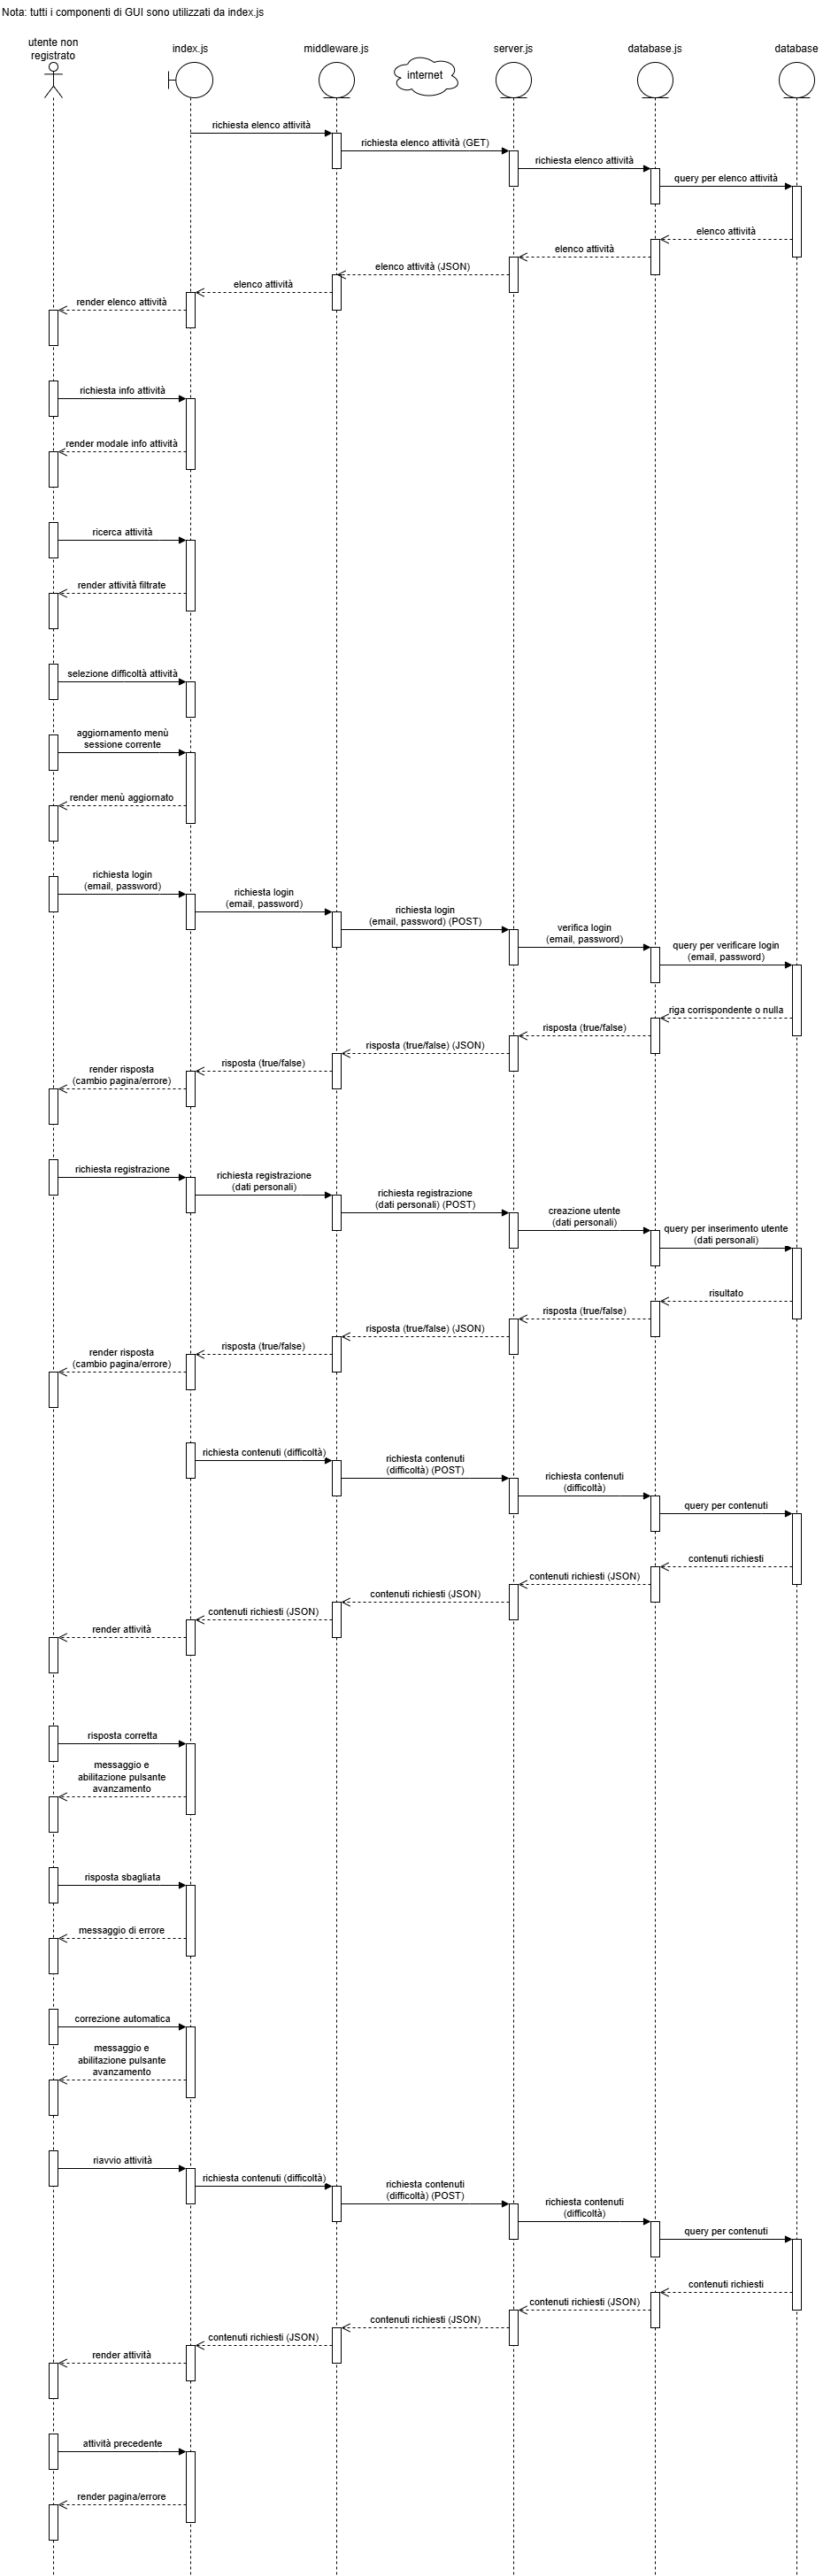 Nota: tutti i componenti di GUI sono utilizzati da index.js
utente non
registrato
index.js
middleware.js
internet
server.js
database.js
database
richiesta elenco attività
richiesta elenco attività (GET)
richiesta elenco attività
query per elenco attività
elenco attività
elenco attività
elenco attività (JSON)
elenco attività
render elenco attività
richiesta info attività
render modale info attività
ricerca attività
render attività filtrate
selezione difficoltà attività
aggiornamento menù
sessione corrente
render menù aggiornato
richiesta login
(email, password)
richiesta login
(email, password)
richiesta login
(email, password) (POST)
verifica login
(email, password)
query per verificare login
(email, password)
riga corrispondente o nulla
risposta (true/false)
risposta (true/false) (JSON)
risposta (true/false)
render risposta
(cambio pagina/errore)
richiesta registrazione
richiesta registrazione
(dati personali)
richiesta registrazione
(dati personali) (POST)
creazione utente
(dati personali)
query per inserimento utente
(dati personali)
risultato
risposta (true/false)
risposta (true/false) (JSON)
risposta (true/false)
render risposta
(cambio pagina/errore)
richiesta contenuti (difficoltà)
richiesta contenuti
(difficoltà) (POST)
richiesta contenuti
(difficoltà)
query per contenuti
contenuti richiesti
contenuti richiesti (JSON)
contenuti richiesti (JSON)
contenuti richiesti (JSON)
render attività
risposta corretta
messaggio e
abilitazione pulsante
avanzamento
risposta sbagliata
messaggio di errore
correzione automatica
messaggio e
abilitazione pulsante
avanzamento
riavvio attività
richiesta contenuti (difficoltà)
richiesta contenuti
(difficoltà) (POST)
richiesta contenuti
(difficoltà)
query per contenuti
contenuti richiesti
contenuti richiesti (JSON)
contenuti richiesti (JSON)
contenuti richiesti (JSON)
render attività
attività precedente
render pagina/errore